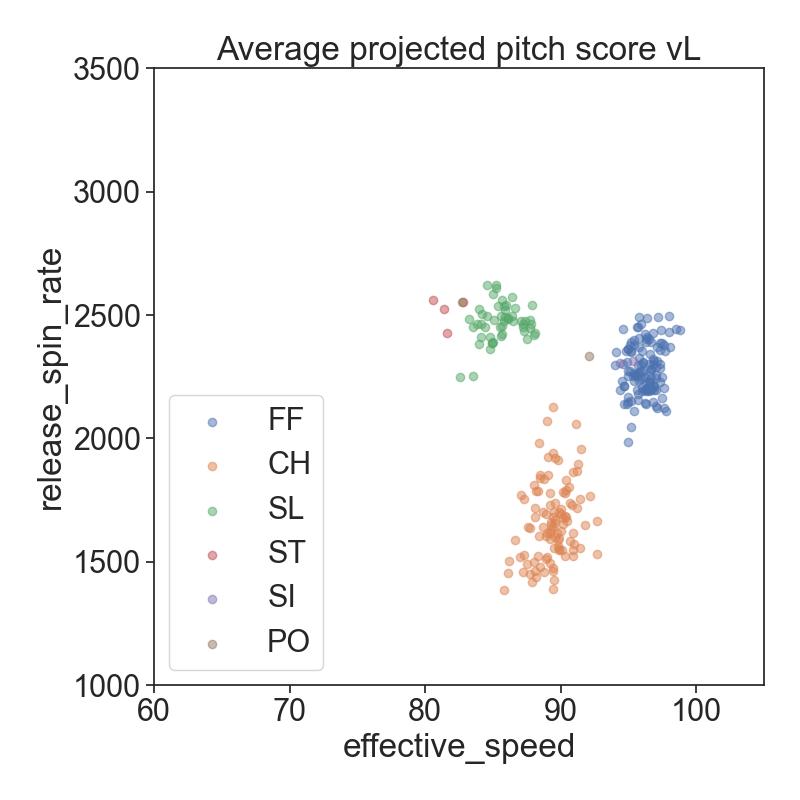 Average projected pitch score vL
3500
3000
2500
2000
1500
1000
release_spin_rate
FF
CH
SL
ST
SI
PO
60
70
80
90
100
effective_speed